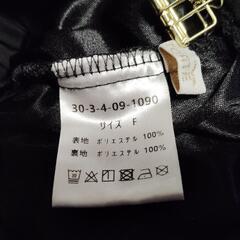 30-3-4-09-1090
サイズ F
表地 ポリエステル 100%
裏地 ポリエステル 100%